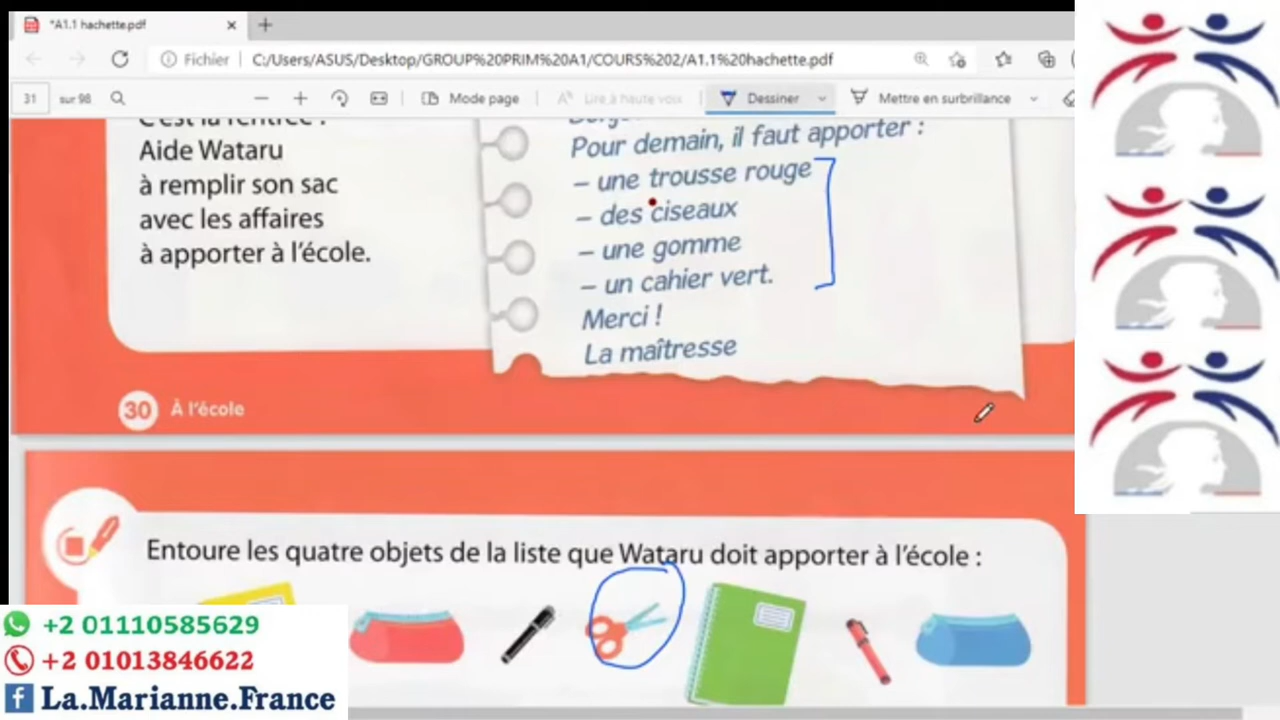 *A1.1 hachette.pdf
Fichier
C:/Users/ASUS/Desktop/GROUP%20PRIM%20A1/COURS%202/A1.1%20hachette.pdf
31 sur 98
Mode page
Lire à haute voix
Dessiner
Mettre en surbrillance
C'est la rentrée !
Aide Wataru
à remplir son sac
avec les affaires
à apporter à l'école.
Pour demain, il faut apporter :
– une trousse rouge
– des ciseaux
– une gomme
– un cahier vert.
Merci !
La maîtresse
30 À l'école
Entoure les quatre objets de la liste que Wataru doit apporter à l'école :
+2 01110585629
+2 01013846622
La.Marianne.France